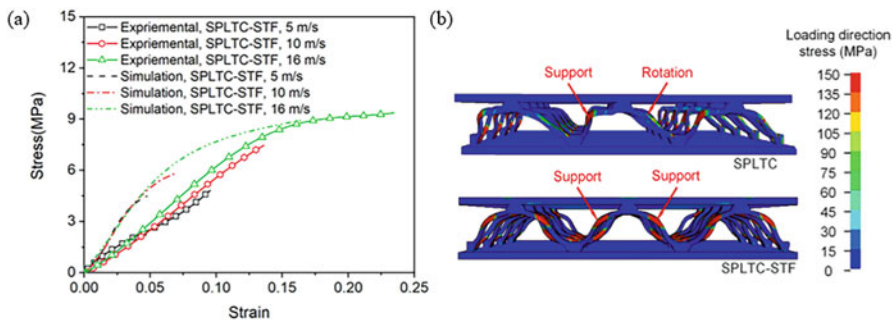 (a)
15
12
9
6
3
0
Stress(MPa)
Expriemental, SPLTC-STF, 5 m/s
Expriemental, SPLTC-STF, 10 m/s
Expriemental, SPLTC-STF, 16 m/s
Simulation, SPLTC-STF, 5 m/s
Simulation, SPLTC-STF, 10 m/s
Simulation, SPLTC-STF, 16 m/s
0.00 0.05 0.10 0.15 0.20 0.25
Strain
(b)
Support Rotation
SPLTC
Support Support
SPLTC-STF
Loading direction
stress (MPa)
150
135
120
105
90
75
60
45
30
15
0